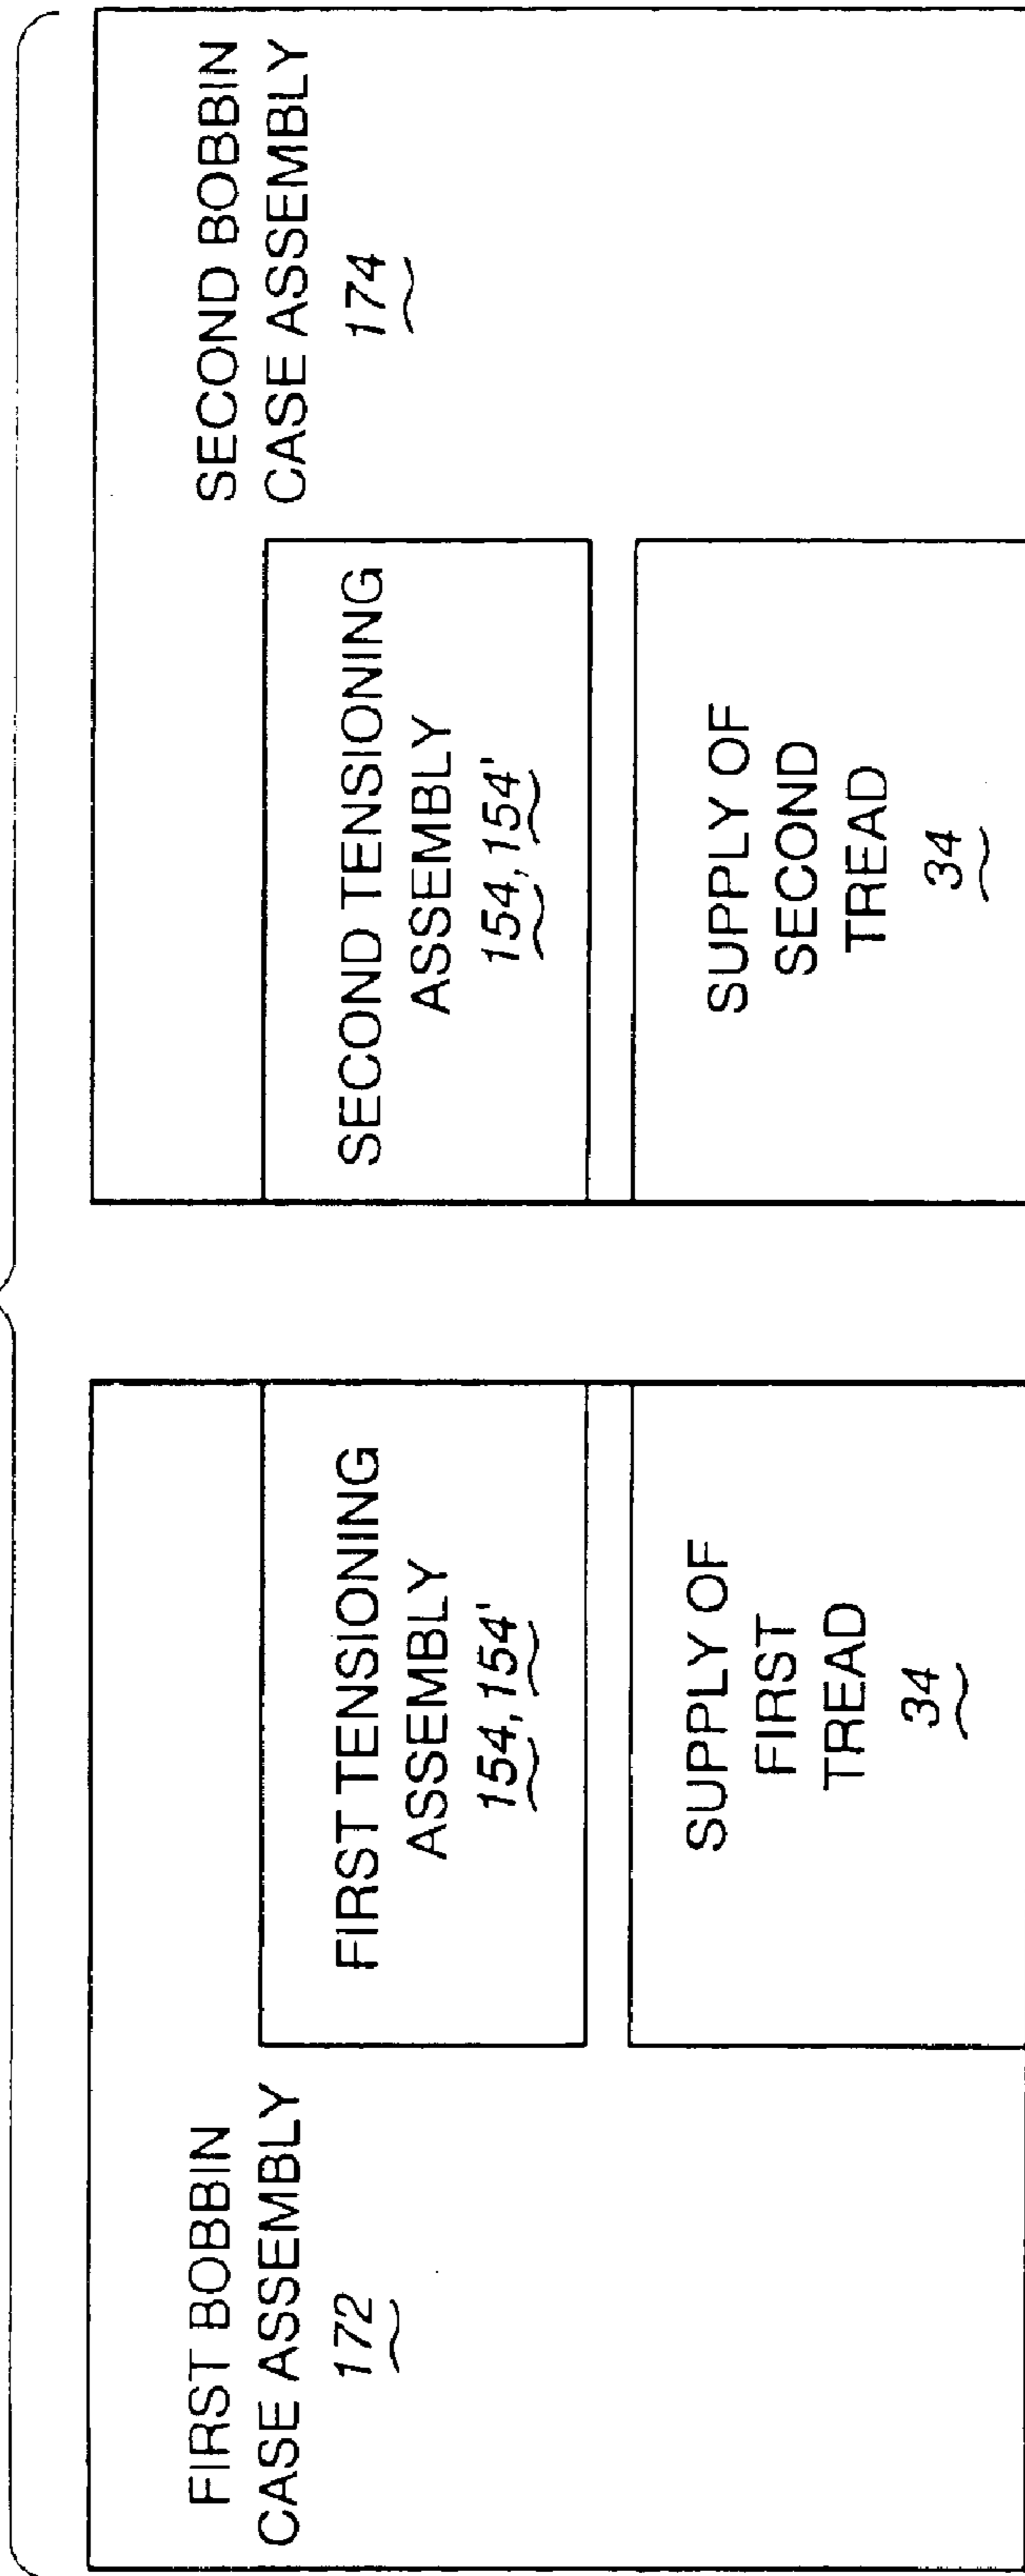 FIRST BOBBIN
CASE ASSEMBLY
172
FIRST TENSIONING
ASSEMBLY
154, 154'
SUPPLY OF
FIRST
TREAD
34
SECOND BOBBIN
CASE ASSEMBLY
174
SECOND TENSIONING
ASSEMBLY
154, 154'
SUPPLY OF
SECOND
TREAD
34